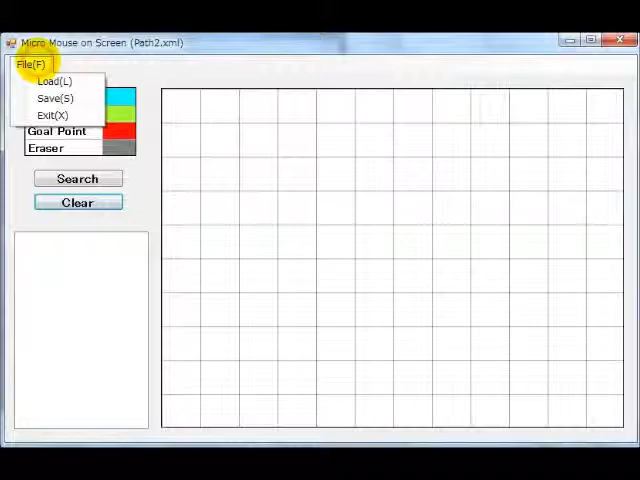 Micro Mouse on Screen (Path2.xml)
File(F)
Load(L)
Save(S)
Exit(X)
Goal Point
Eraser
Search
Clear